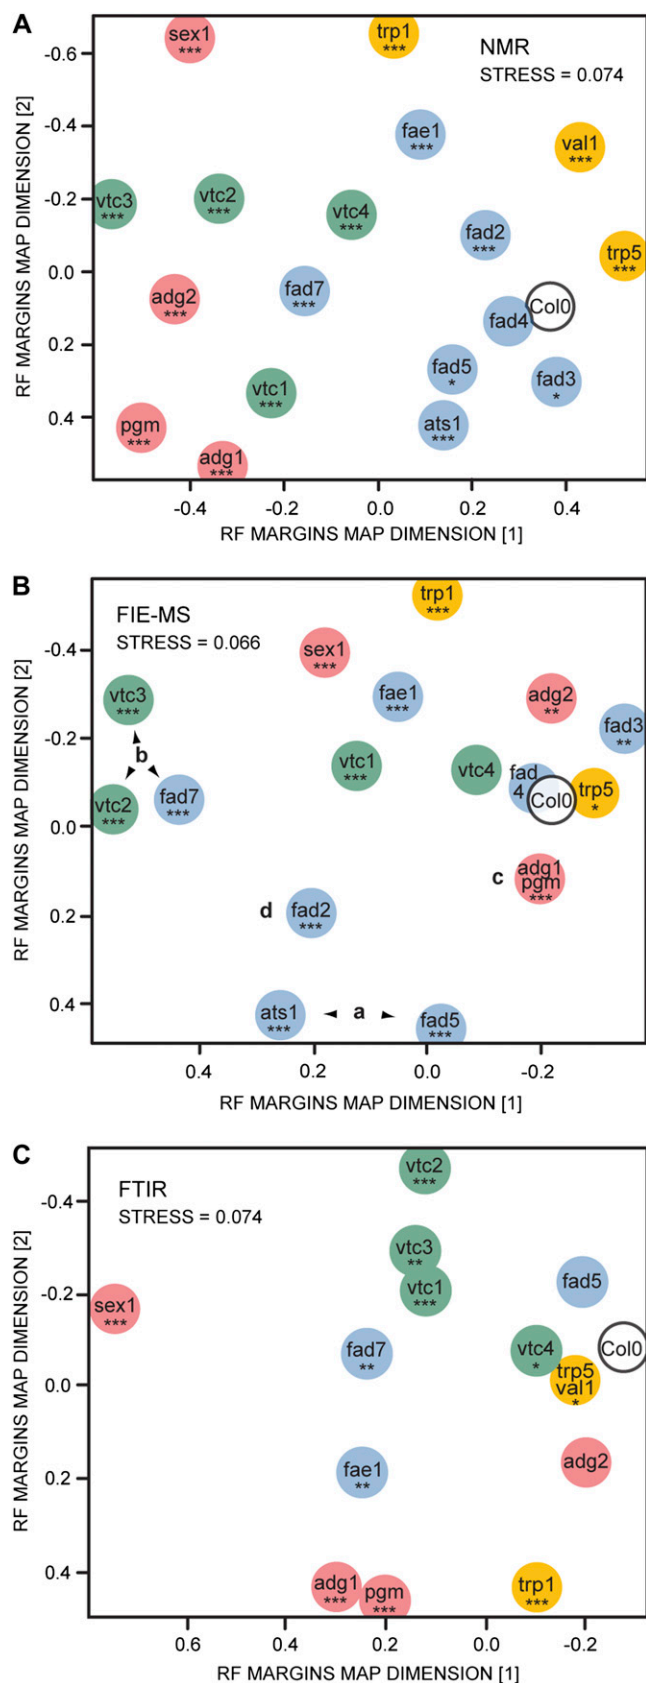 A
NMR
STRESS = 0.074
RF MARGINS MAP DIMENSION [2]
-0.6
-0.4
-0.2
0.0
0.2
0.4
sex1
***
trp1
***
fae1
***
val1
***
vtc3
***
vtc2
***
vtc4
***
fad2
***
trp5
***
adg2
***
fad7
***
fad4
Col0
fad5
*
fad3
*
vtc1
***
pgm
***
ats1
***
adg1
***
-0.4
-0.2
0.0
0.2
0.4
RF MARGINS MAP DIMENSION [1]
B
FIE-MS
STRESS = 0.066
RF MARGINS MAP DIMENSION [2]
-0.4
-0.2
0.0
0.2
0.4
trp1
***
sex1
***
fae1
***
adg2
**
vtc3
***
fad3
**
b
vtc1
***
vtc4
fad
4
Col0
trp5
*
vtc2
***
fad7
***
c
adg1
pgm
***
d
fad2
***
ats1
***
a
fad5
***
0.4
0.2
0.0
-0.2
RF MARGINS MAP DIMENSION [1]
C
FTIR
STRESS = 0.074
RF MARGINS MAP DIMENSION [2]
-0.4
-0.2
0.0
0.2
0.4
vtc2
***
vtc3
**
vtc1
***
fad5
sex1
***
fad7
**
vtc4
*
Col0
trp5
val1
*
fae1
**
adg2
adg1
***
pgm
***
trp1
***
0.6
0.2
0.2
0.0
-0.2
RF MARGINS MAP DIMENSION [1]